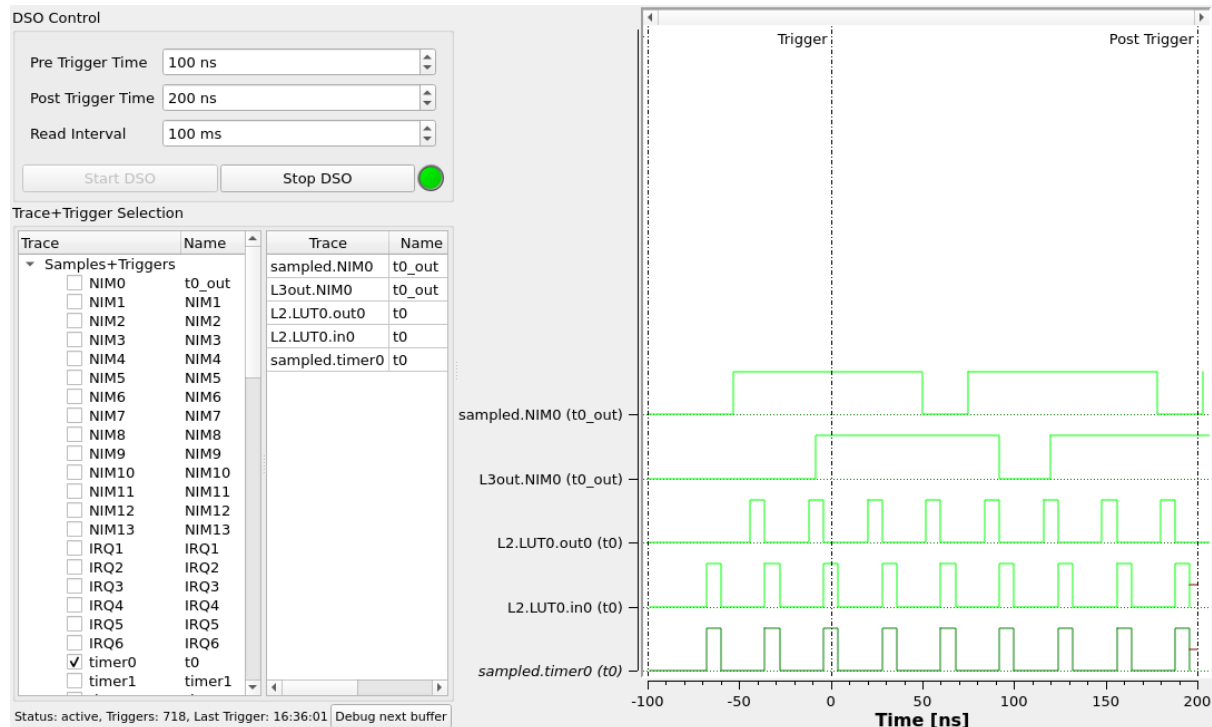 DSO Control
Pre Trigger Time 100 ns
Post Trigger Time 200 ns
Read Interval 100 ms
Start DSO Stop DSO
Trace+Trigger Selection
Trace Name
Samples+Triggers
NIM0 t0_out
NIM1 NIM1
NIM2 NIM2
NIM3 NIM3
NIM4 NIM4
NIM5 NIM5
NIM6 NIM6
NIM7 NIM7
NIM8 NIM8
NIM9 NIM9
NIM10 NIM10
NIM11 NIM11
NIM12 NIM12
NIM13 NIM13
IRQ1 IRQ1
IRQ2 IRQ2
IRQ3 IRQ3
IRQ4 IRQ4
IRQ5 IRQ5
IRQ6 IRQ6
timer0 t0
timer1 timer1
Trace Name
sampled.NIM0 t0_out
L3out.NIM0 t0_out
L2.LUT0.out0 t0
L2.LUT0.in0 t0
sampled.timer0 t0
Status: active, Triggers: 718, Last Trigger: 16:36:01 Debug next buffer
Trigger Post Trigger
sampled.NIM0 (t0_out)
L3out.NIM0 (t0_out)
L2.LUT0.out0 (t0)
L2.LUT0.in0 (t0)
sampled.timer0 (t0)
-100 -50 0 50 100 150 200
Time [ns]